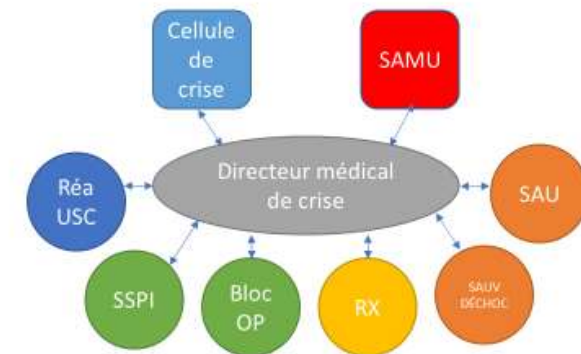 Cellule
de
crise
SAMU
Directeur médical
de crise
Réa
USC
SAU
SSPI
Bloc
OP
RX
SAUV
DÉCHOC